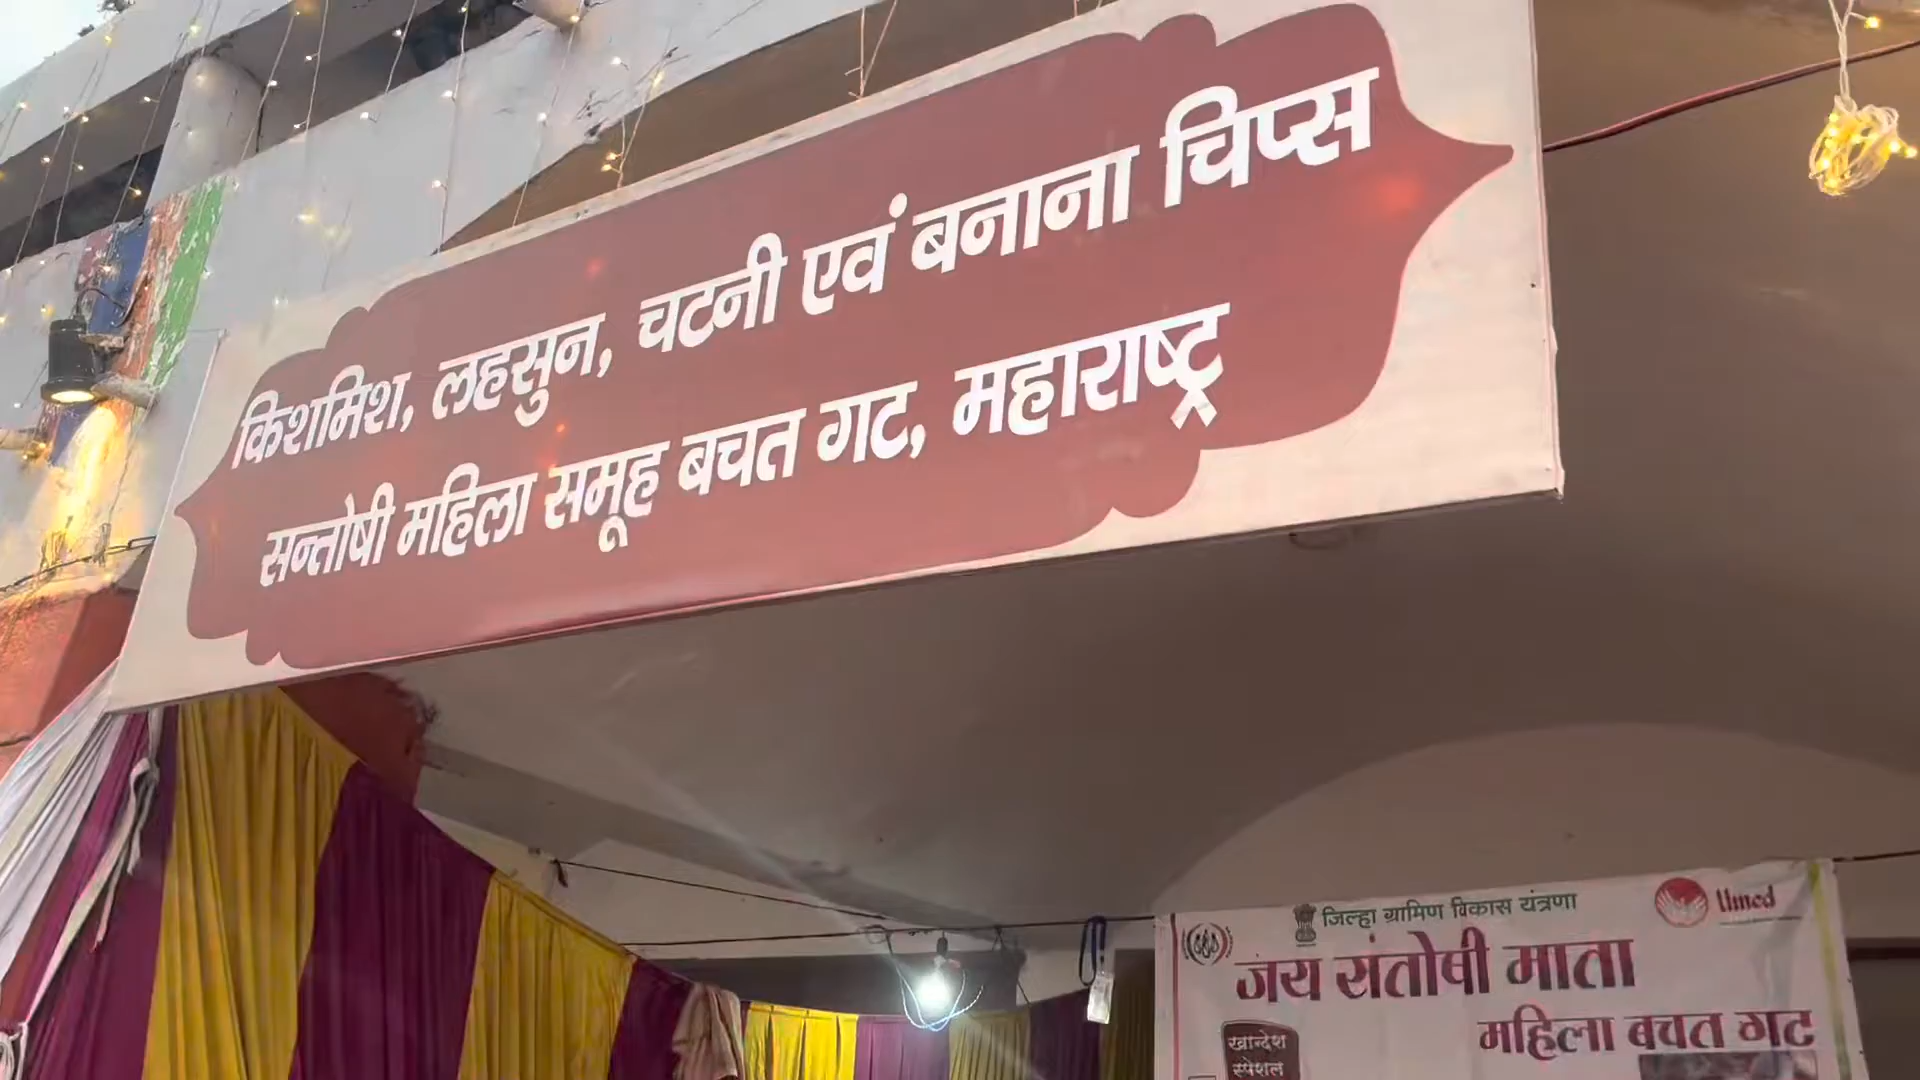 किशमिश, लहसुन, चटनी एवं बनाना चिप्स
सन्तोषी महिला समूह बचत गट, महाराष्ट्र
जिल्हा ग्रामिण विकास यंत्रणा
Umed
जय संतोषी माता
महिला बचत गट
खान्देश
स्पेशल